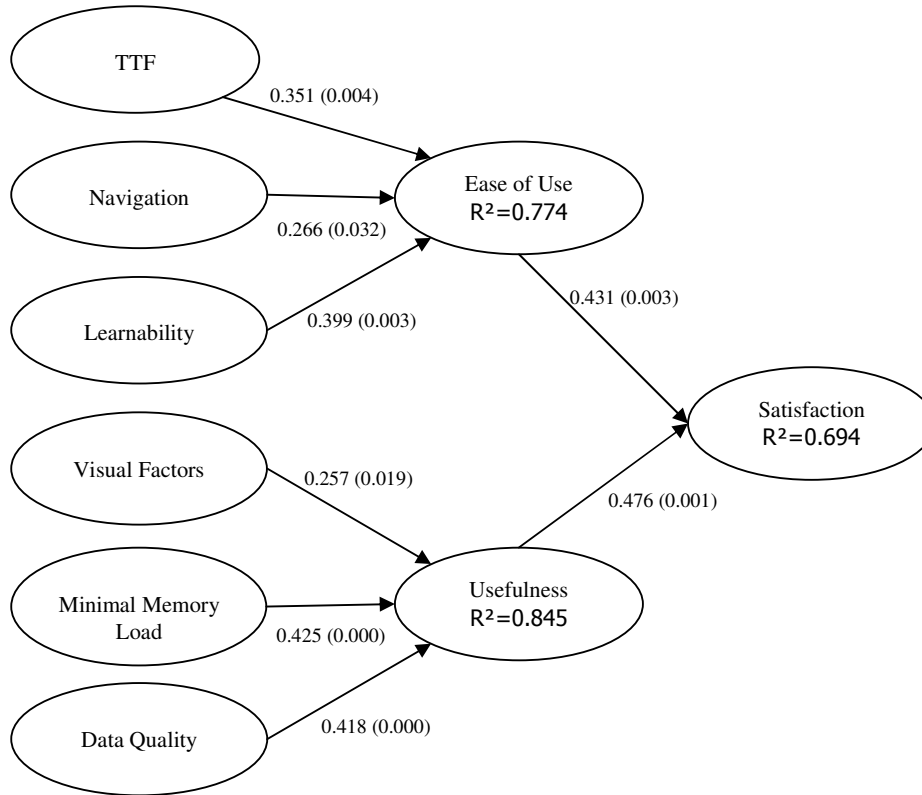 TTF
0.351 (0.004)
Ease of Use
R²=0.774
Navigation
0.266 (0.032)
0.431 (0.003)
Learnability
0.399 (0.003)
Satisfaction
R²=0.694
Visual Factors
0.257 (0.019)
0.476 (0.001)
Usefulness
R²=0.845
Minimal Memory
Load
0.425 (0.000)
0.418 (0.000)
Data Quality